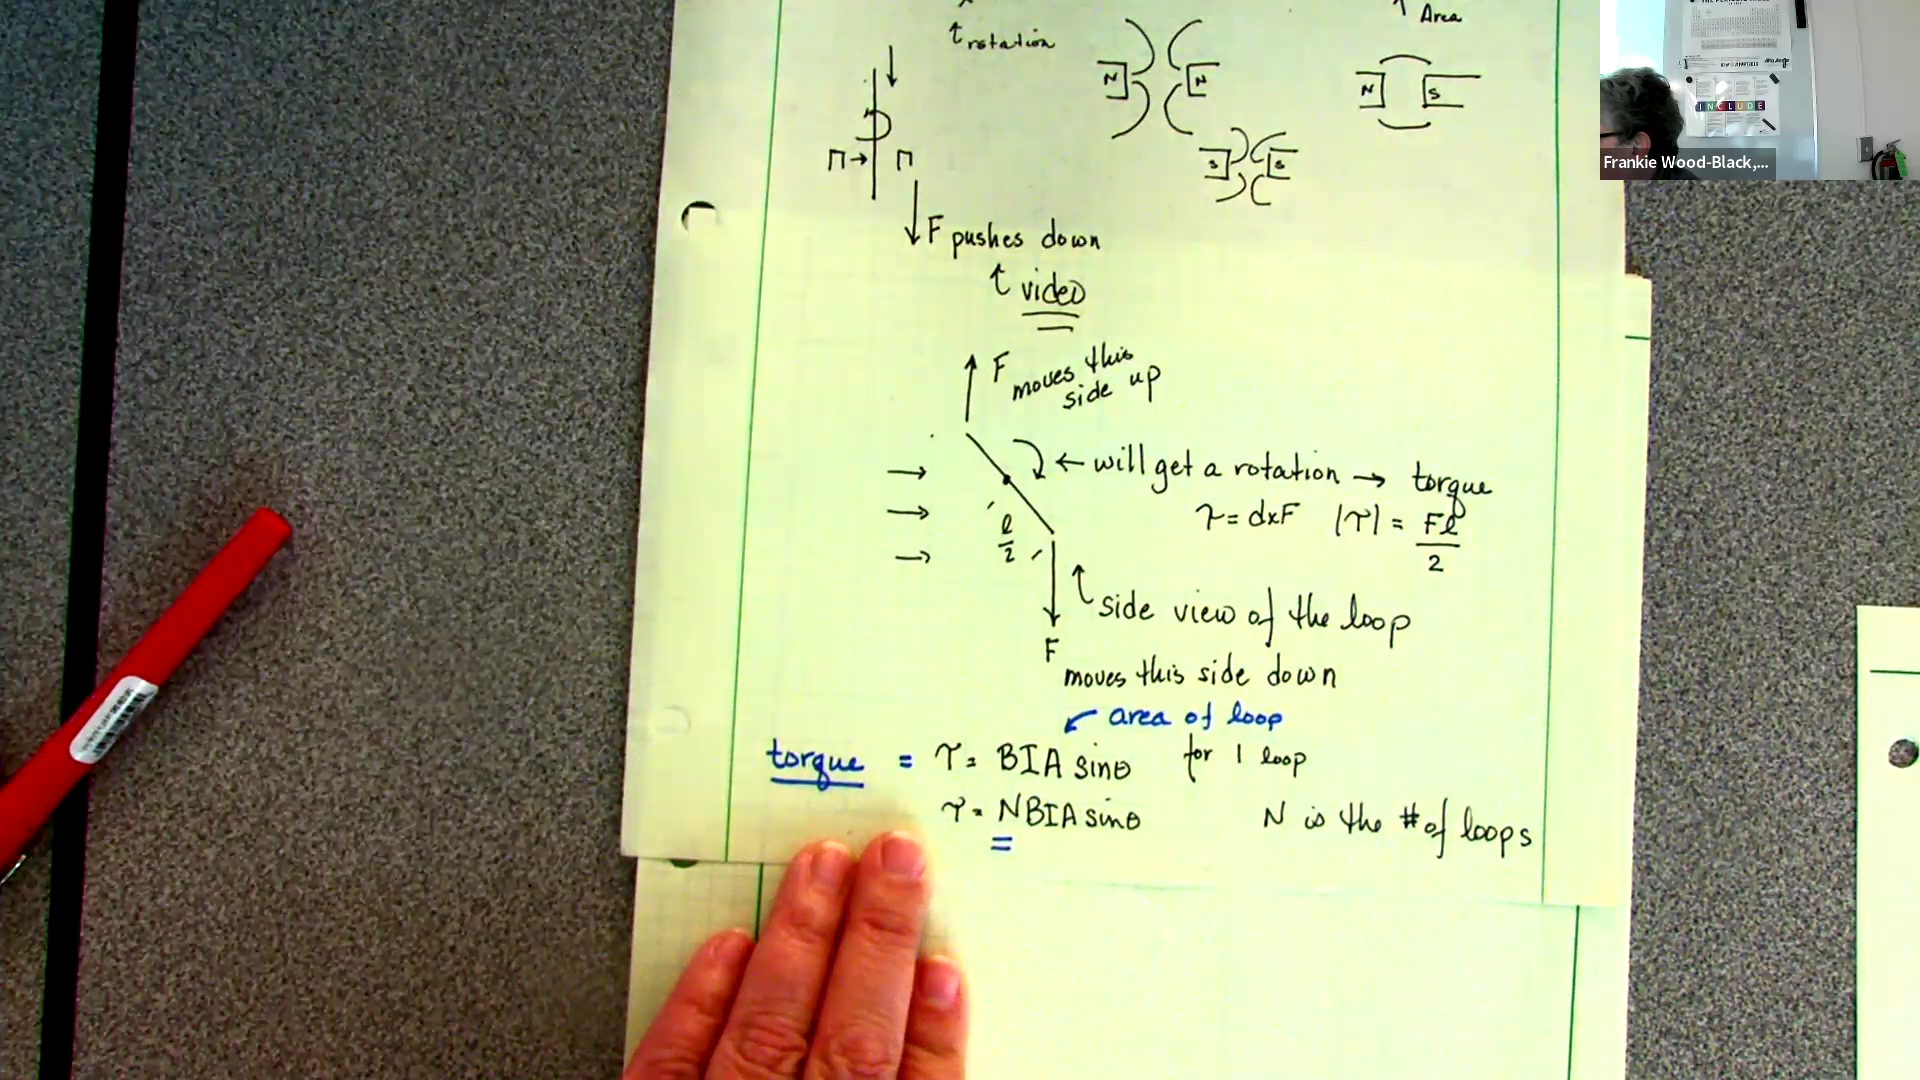 Area
rotation
N
N
N
S
S
S
F pushes down
video
F moves this
side up
← will get a rotation → torque
τ = d x F |τ| = Fℓ
2
ℓ
2
side view of the loop
F
moves this side down
area of loop
torque = τ = BIA sinθ for 1 loop
τ = NBIA sinθ N is the # of loops
INCLUDE
Frankie Wood-Black,...